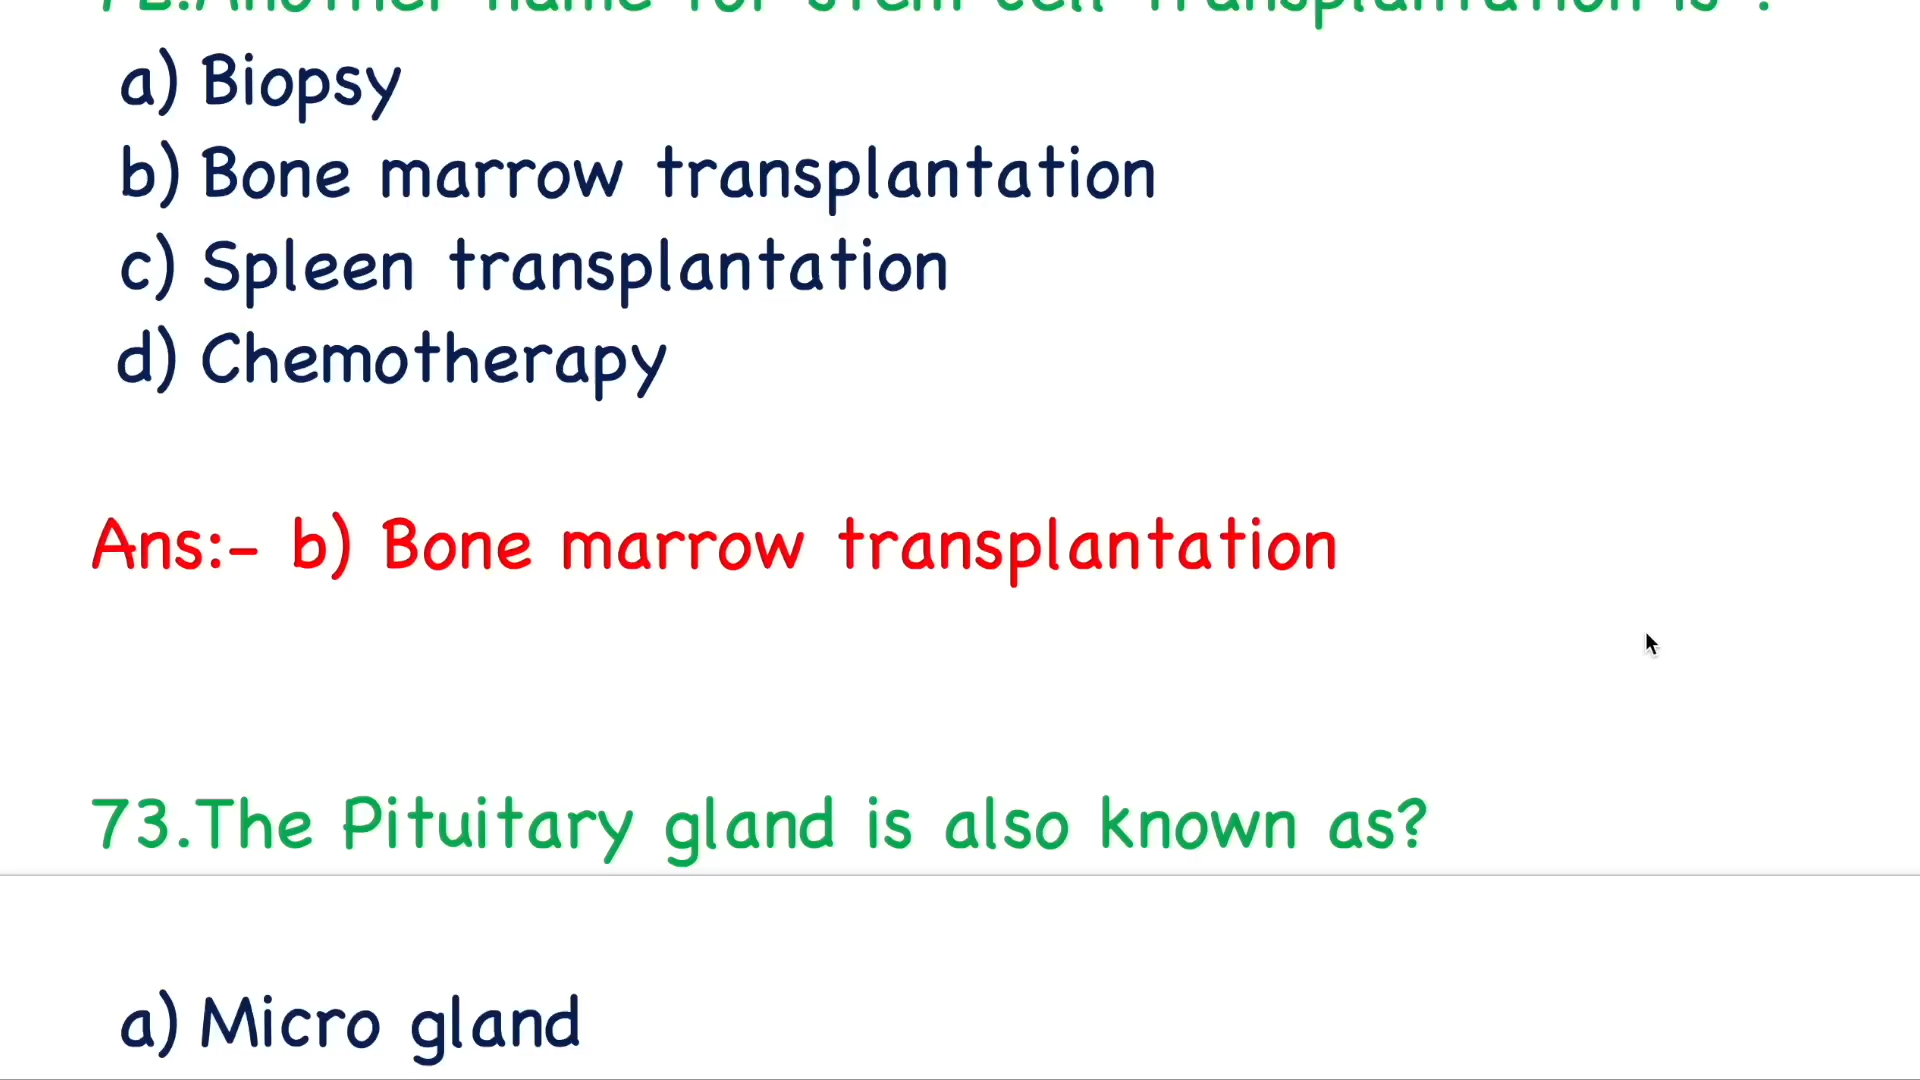 72.Another name for stem cell transplantation is ?
a) Biopsy
b) Bone marrow transplantation
c) Spleen transplantation
d) Chemotherapy
Ans:- b) Bone marrow transplantation
73.The Pituitary gland is also known as?
a) Micro gland